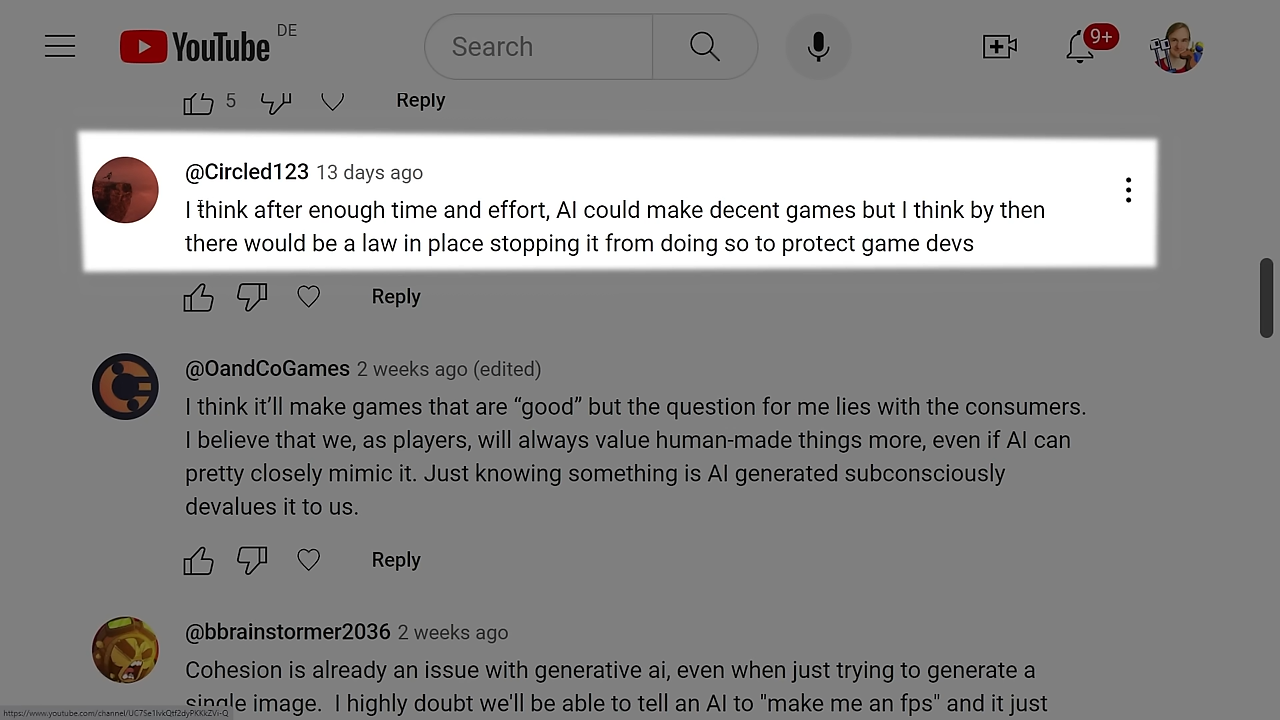 YouTube DE
Search
9+
5
Reply
@Circled123 13 days ago
I think after enough time and effort, AI could make decent games but I think by then
there would be a law in place stopping it from doing so to protect game devs
Reply
@OandCoGames 2 weeks ago (edited)
I think it’ll make games that are “good” but the question for me lies with the consumers.
I believe that we, as players, will always value human-made things more, even if AI can
pretty closely mimic it. Just knowing something is AI generated subconsciously
devalues it to us.
Reply
@bbrainstormer2036 2 weeks ago
Cohesion is already an issue with generative ai, even when just trying to generate a
single image. I highly doubt we'll be able to tell an AI to "make me an fps" and it just